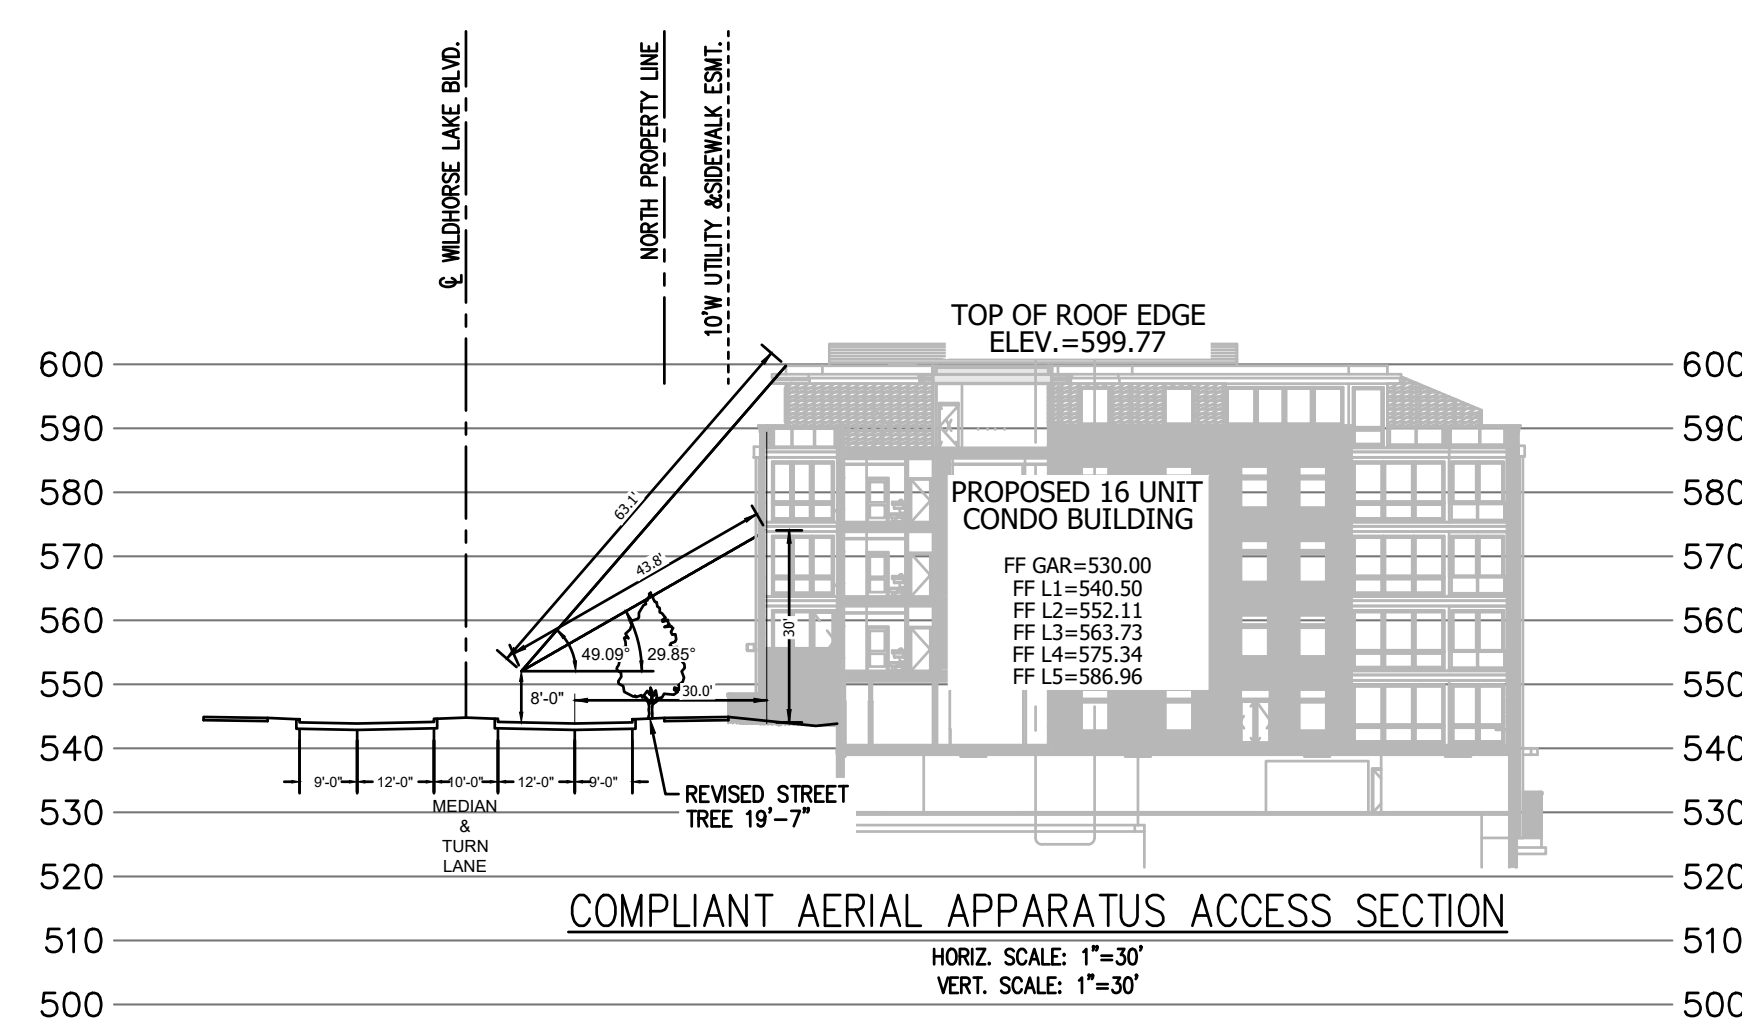 ℄ WILDHORSE LAKE BLVD.
NORTH PROPERTY LINE
10'W UTILITY &SIDEWALK ESMT.
TOP OF ROOF EDGE
ELEV.=599.77
600
600
590
590
580
580
570
570
560
560
550
550
540
540
530
530
520
520
510
510
500
500
63.1'
43.8'
30'
49.09°
29.85°
8'-0"
30.0'
PROPOSED 16 UNIT
CONDO BUILDING
FF GAR=530.00
FF L1=540.50
FF L2=552.11
FF L3=563.73
FF L4=575.34
FF L5=586.96
9'-0"
12'-0"
10'-0"
12'-0"
9'-0"
MEDIAN
&
TURN
LANE
REVISED STREET
TREE 19'-7"
COMPLIANT AERIAL APPARATUS ACCESS SECTION
HORIZ. SCALE: 1"=30'
VERT. SCALE: 1"=30'